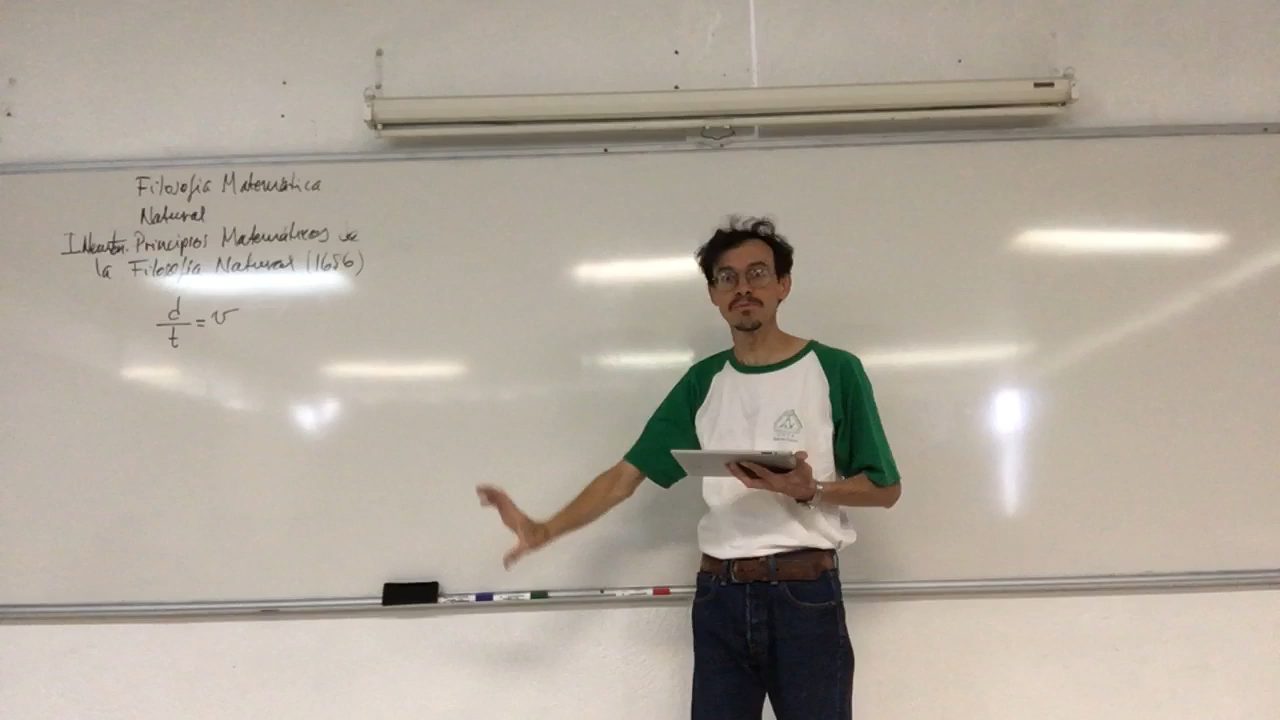 Filosofía Matemática
Natural
I. Newton. Principios Matemáticos de
la Filosofía Natural (1686)
d
t = v